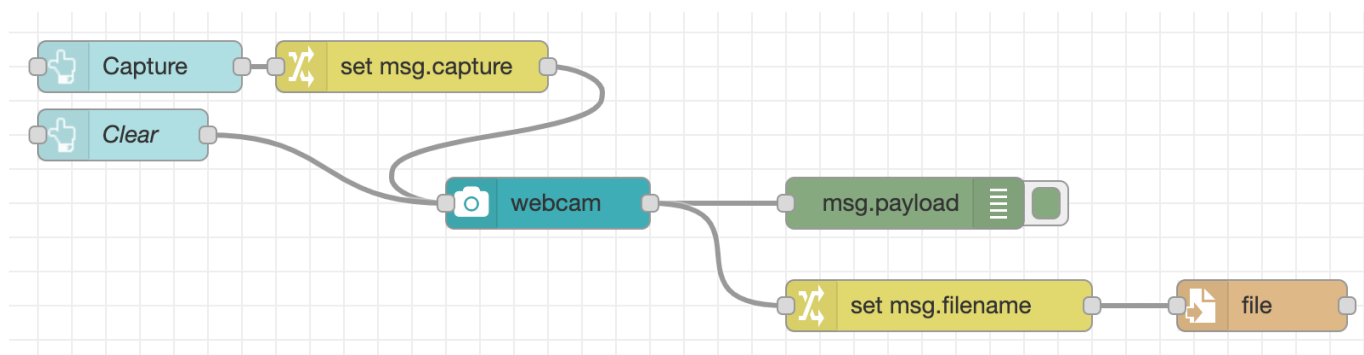 Capture
set msg.capture
Clear
webcam
msg.payload
set msg.filename
file